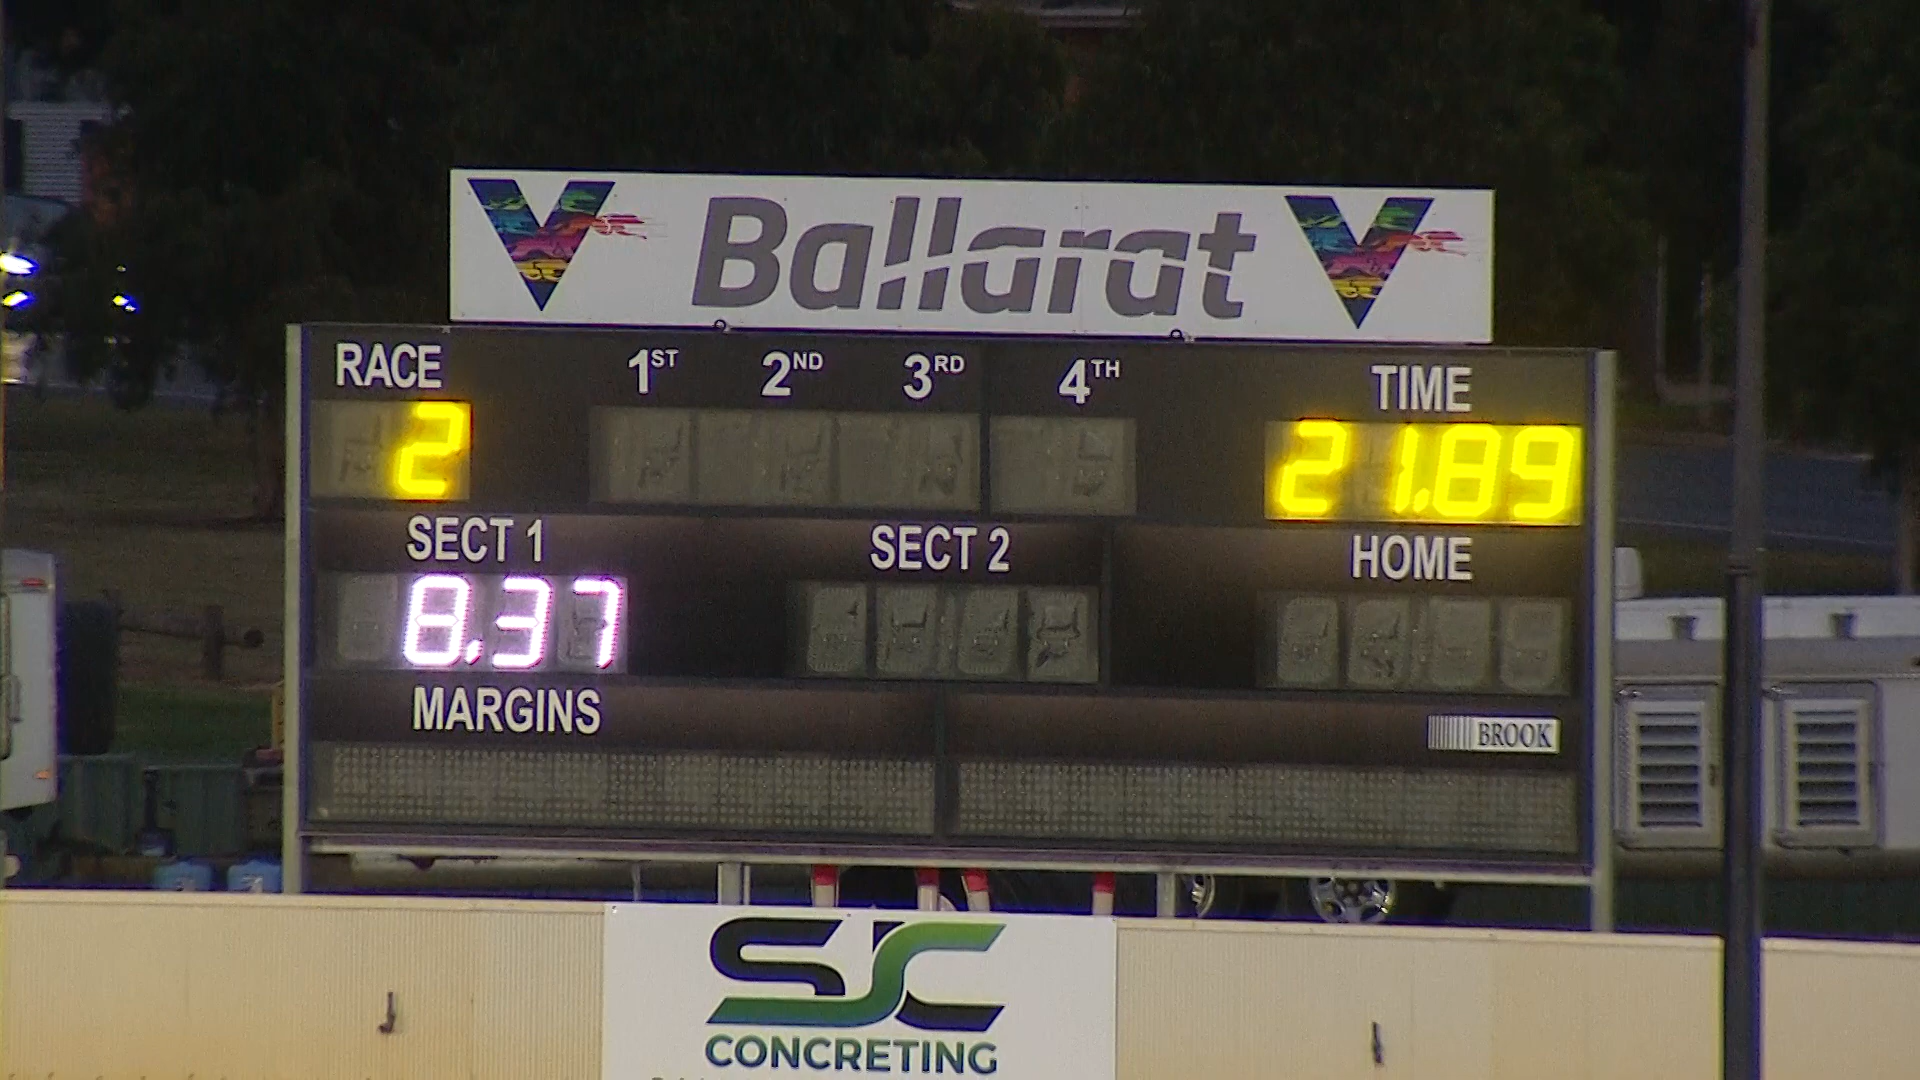 Ballarat
RACE 1ST 2ND 3RD 4TH TIME
2 21.89
SECT 1 SECT 2 HOME
8.37
MARGINS
BROOK
SJC
CONCRETING